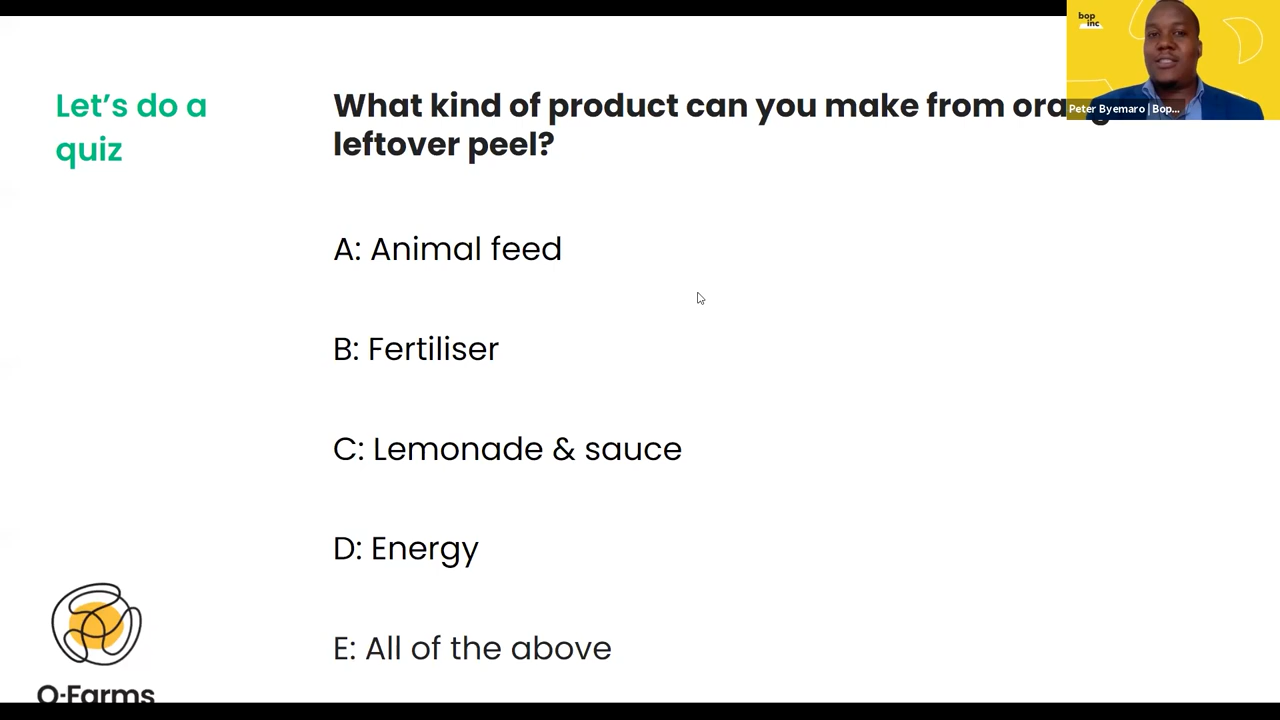 Let’s do a
quiz
What kind of product can you make from
leftover peel?
A: Animal feed
B: Fertiliser
C: Lemonade & sauce
D: Energy
E: All of the above
O-Farms
bop
inc
Peter Byemaro | Bop...